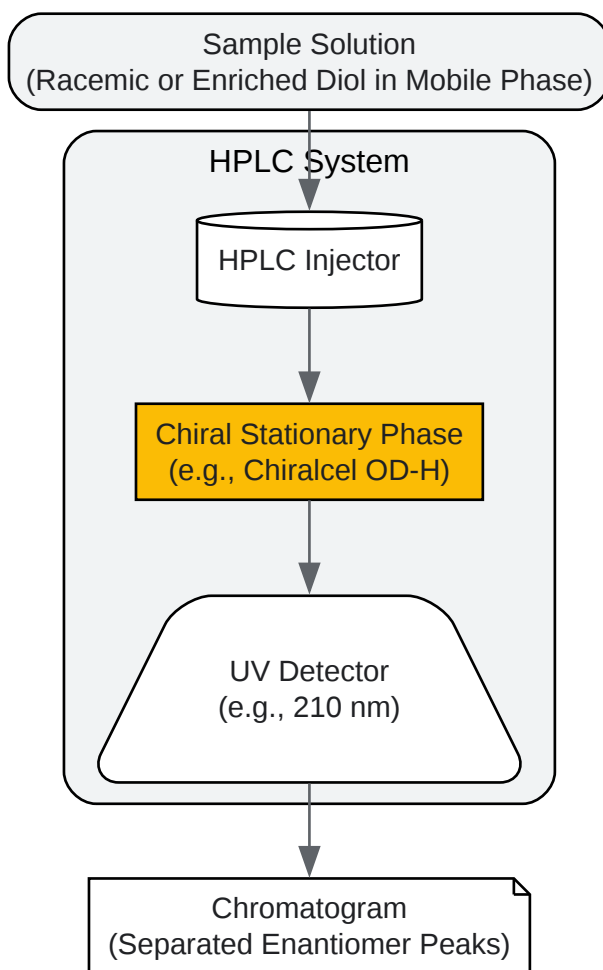 Sample Solution
(Racemic or Enriched Diol in Mobile Phase)
HPLC System
HPLC Injector
Chiral Stationary Phase
(e.g., Chiralcel OD-H)
UV Detector
(e.g., 210 nm)
Chromatogram
(Separated Enantiomer Peaks)